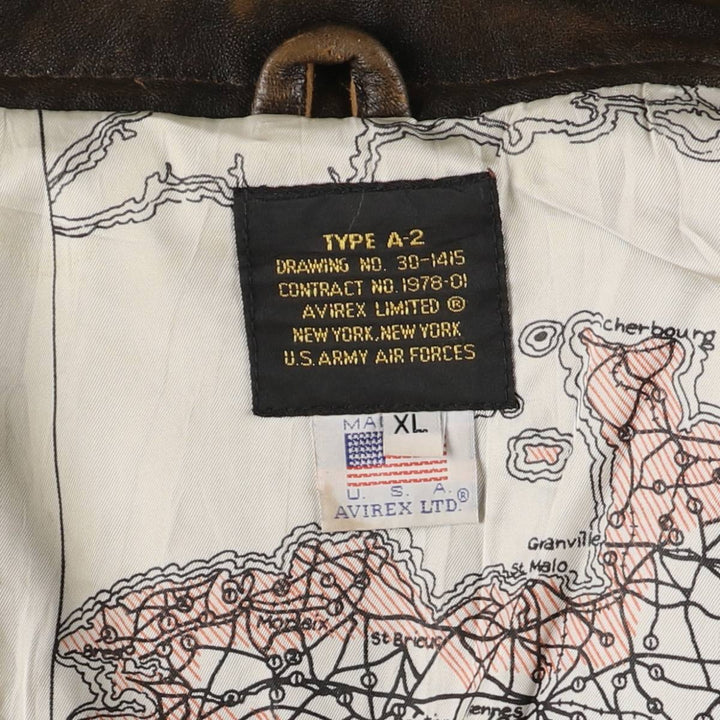 TYPE A-2
DRAWING NO. 30-1415
CONTRACT NO. 1978-01
AVIREX LIMITED ®
NEW YORK, NEW YORK
U.S. ARMY AIR FORCES
XL
U. S. A.
AVIREX LTD.®
cherbourg
Granville
St Malo
Morlaix
St Brieuc
Brest